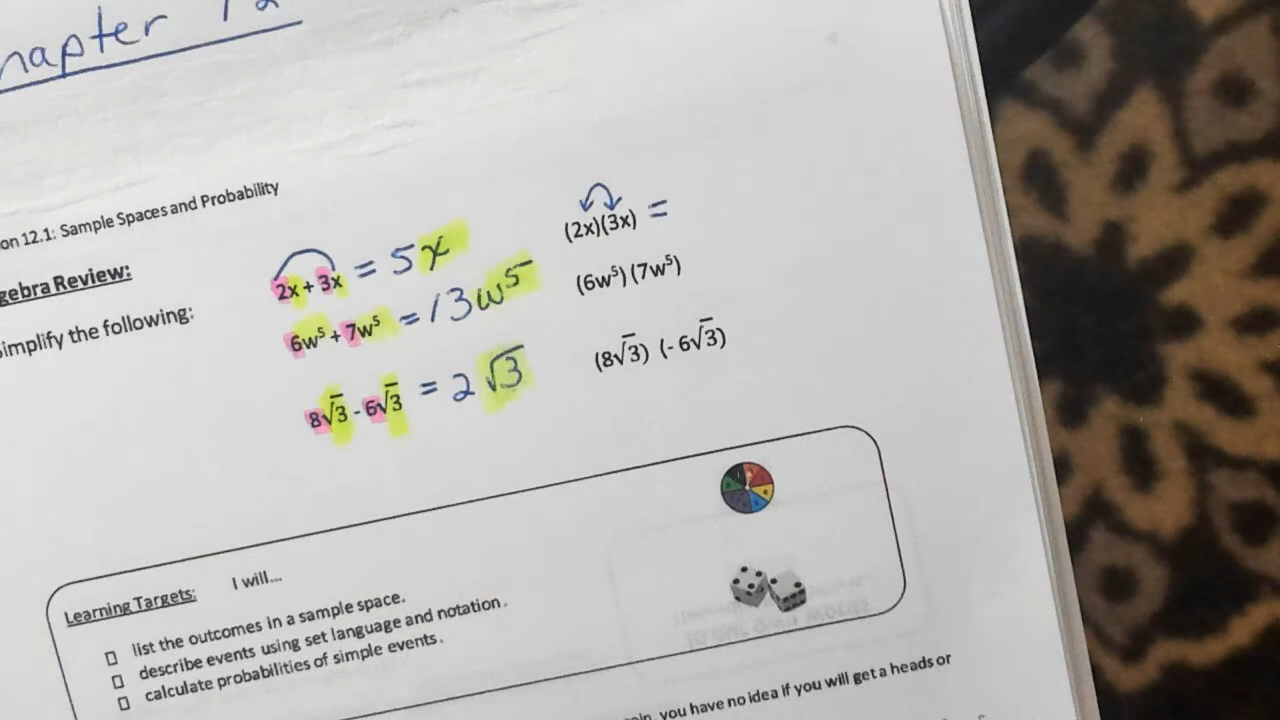 hapter 12
on 12.1: Sample Spaces and Probability
gebra Review:
implify the following:
2x + 3x = 5x
(2x)(3x) =
6w⁵ + 7w⁵ = 13w⁵
(6w⁵) (7w⁵)
8√3 - 6√3 = 2√3
(8√3) (- 6√3)
Learning Targets: I will...
list the outcomes in a sample space.
describe events using set language and notation.
calculate probabilities of simple events.
you have no idea if you will get a heads or